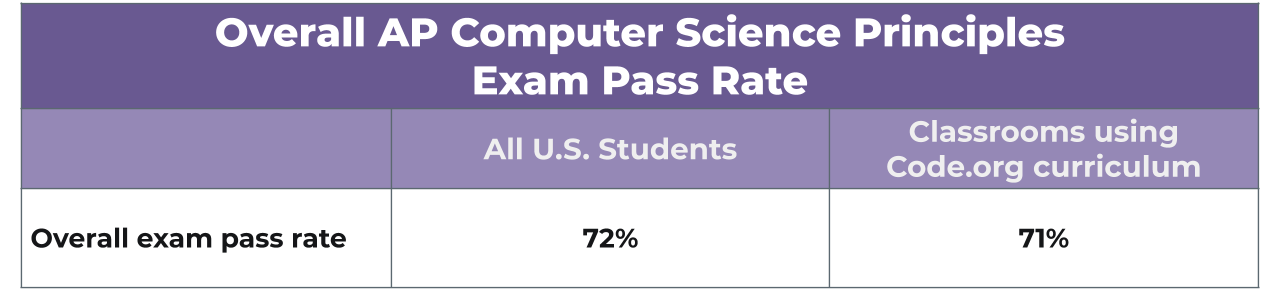 Overall AP Computer Science Principles
Exam Pass Rate
All U.S. Students
Classrooms using
Code.org curriculum
Overall exam pass rate
72%
71%